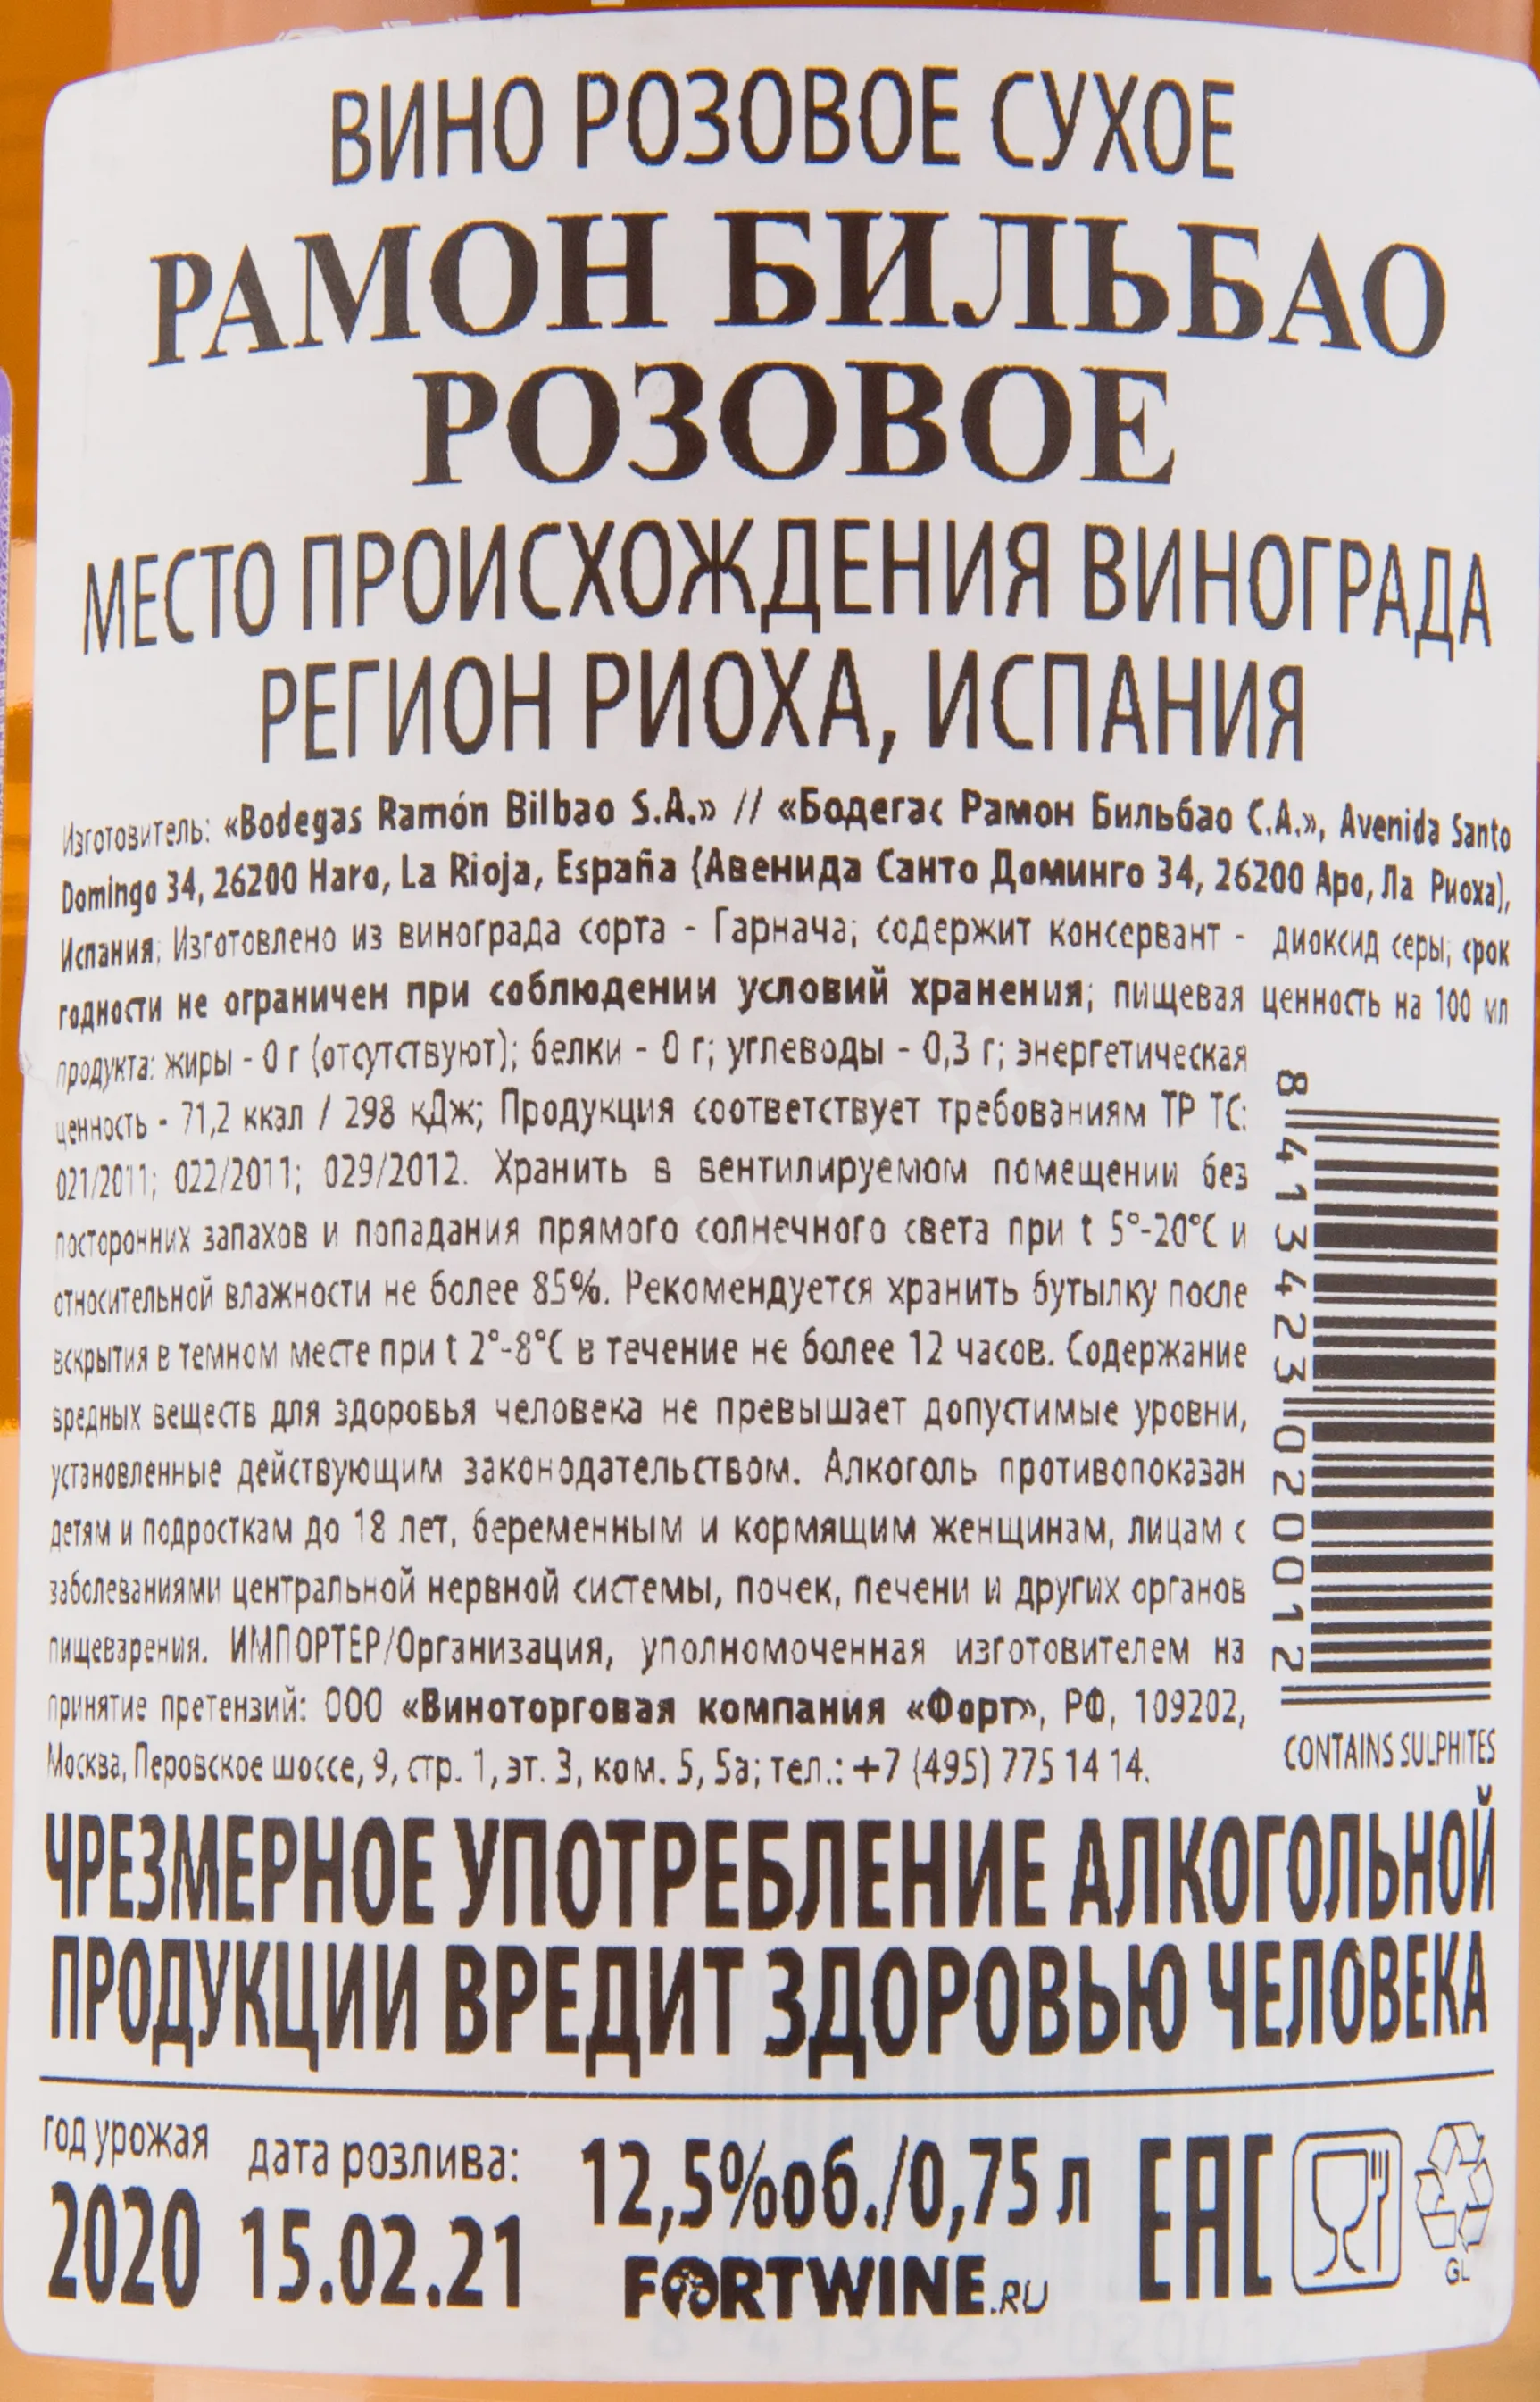 ВИНО РОЗОВОЕ СУХОЕ
РАМОН БИЛЬБАО
РОЗОВОЕ
МЕСТО ПРОИСХОЖДЕНИЯ ВИНОГРАДА
РЕГИОН РИОХА, ИСПАНИЯ
Изготовитель: «Bodegas Ramón Bilbao S.A.» // «Бодегас Рамон Бильбао С.А.», Avenida Santo
Domingo 34, 26200 Haro, La Rioja, España (Авенида Санто Доминго 34, 26200 Аро, Ла Риоха),
Испания; Изготовлено из винограда сорта - Гарнача; содержит консервант - диоксид серы; срок
годности не ограничен при соблюдении условий хранения; пищевая ценность на 100 мл
продукта: жиры - 0 г (отсутствуют); белки - 0 г; углеводы - 0,3 г; энергетическая
ценность - 71,2 ккал / 298 кДж; Продукция соответствует требованиям ТР ТС:
021/2011; 022/2011; 029/2012. Хранить в вентилируемом помещении без
посторонних запахов и попадания прямого солнечного света при t 5°-20°C и
относительной влажности не более 85%. Рекомендуется хранить бутылку после
вскрытия в темном месте при t 2°-8°C в течение не более 12 часов. Содержание
вредных веществ для здоровья человека не превышает допустимые уровни,
установленные действующим законодательством. Алкоголь противопоказан
детям и подросткам до 18 лет, беременным и кормящим женщинам, лицам с
заболеваниями центральной нервной системы, почек, печени и других органов
пищеварения. ИМПОРТЕР/Организация, уполномоченная изготовителем на
принятие претензий: ООО «Виноторговая компания «Форт», РФ, 109202,
Москва, Перовское шоссе, 9, стр. 1, эт. 3, ком. 5, 5а; тел.: +7 (495) 775 14 14.
8 413423 020012
CONTAINS SULPHITES
ЧРЕЗМЕРНОЕ УПОТРЕБЛЕНИЕ АЛКОГОЛЬНОЙ
ПРОДУКЦИИ ВРЕДИТ ЗДОРОВЬЮ ЧЕЛОВЕКА
год урожая
2020
дата розлива:
15.02.21
12,5%об./0,75 л
FORTWINE.RU
EAC
GL